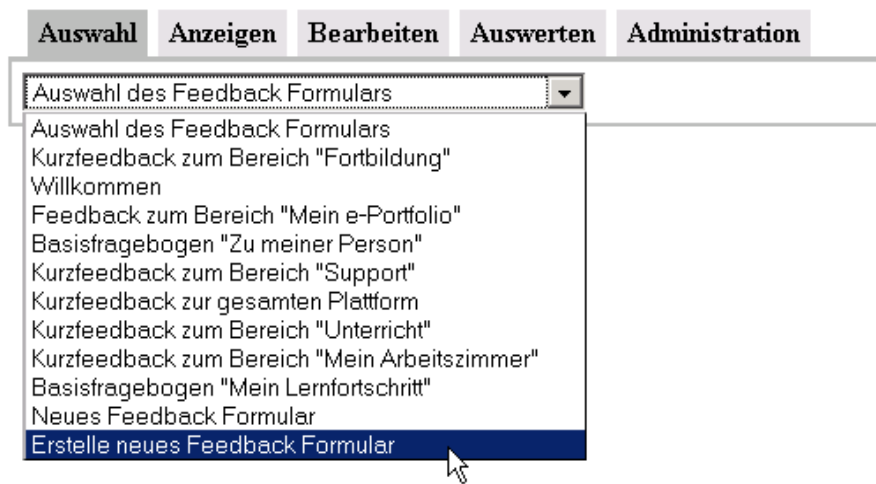 Auswahl Anzeigen Bearbeiten Auswerten Administration
Auswahl des Feedback Formulars
Auswahl des Feedback Formulars
Kurzfeedback zum Bereich "Fortbildung"
Willkommen
Feedback zum Bereich "Mein e-Portfolio"
Basisfragebogen "Zu meiner Person"
Kurzfeedback zum Bereich "Support"
Kurzfeedback zur gesamten Plattform
Kurzfeedback zum Bereich "Unterricht"
Kurzfeedback zum Bereich "Mein Arbeitszimmer"
Basisfragebogen "Mein Lernfortschritt"
Neues Feedback Formular
Erstelle neues Feedback Formular